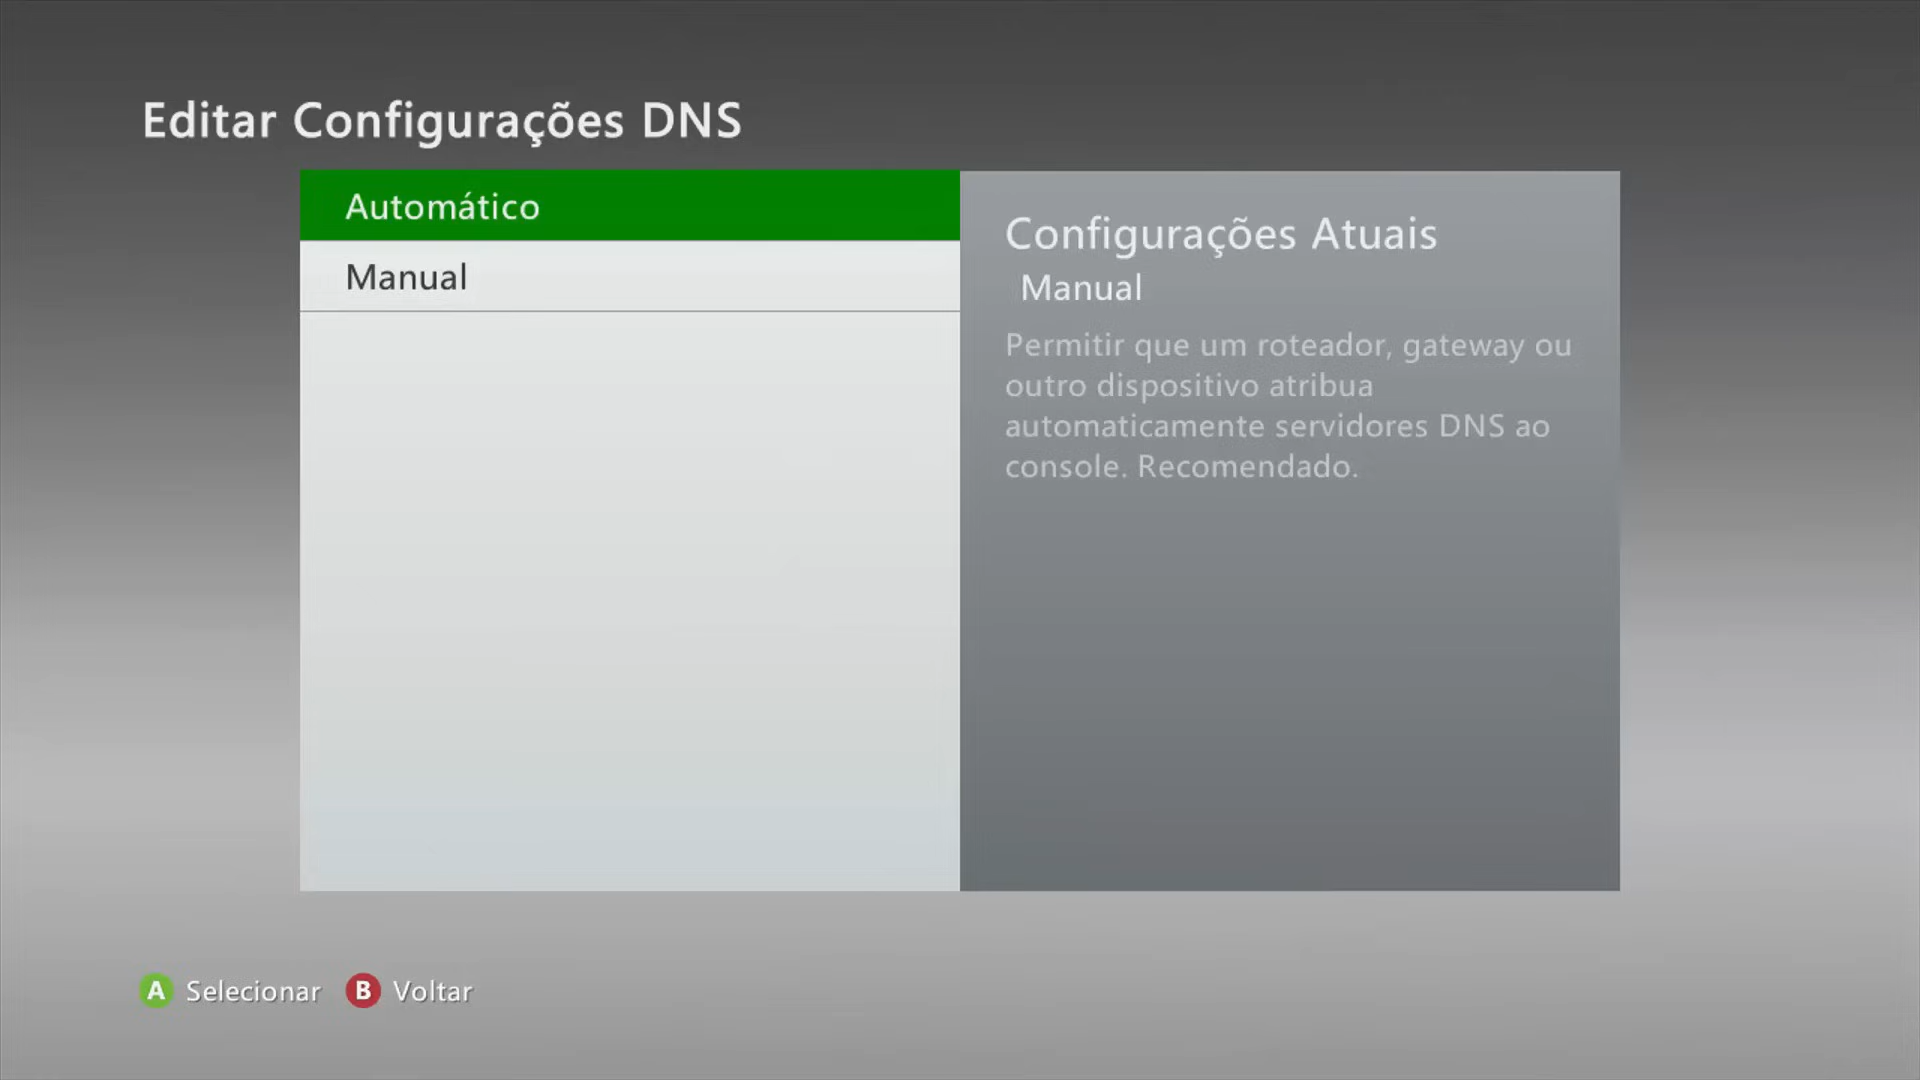 Editar Configurações DNS
Automático
Manual
Configurações Atuais
Manual
Permitir que um roteador, gateway ou
outro dispositivo atribua
automaticamente servidores DNS ao
console. Recomendado.
A Selecionar B Voltar